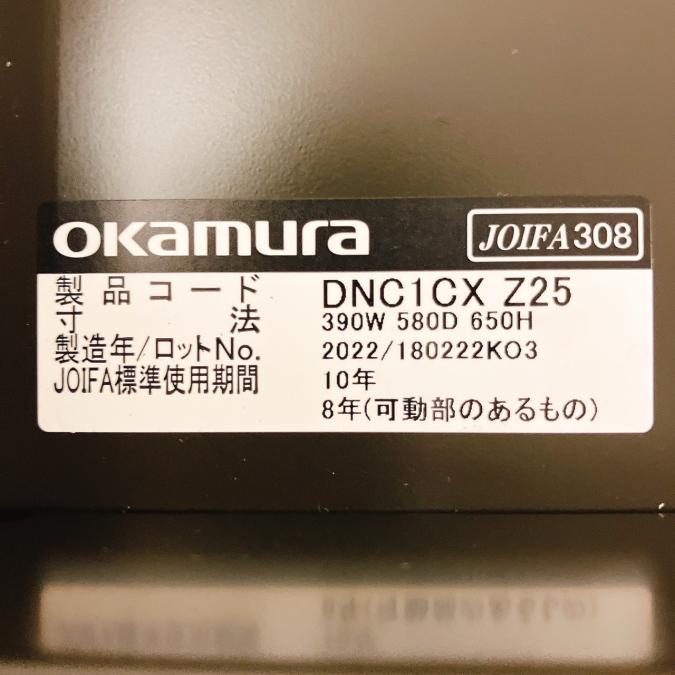 okamura
JOIFA308
製品コード DNC1CX Z25
寸法 390W 580D 650H
製造年/ロットNo. 2022/180222KO3
JOIFA標準使用期間 10年
8年(可動部のあるもの)